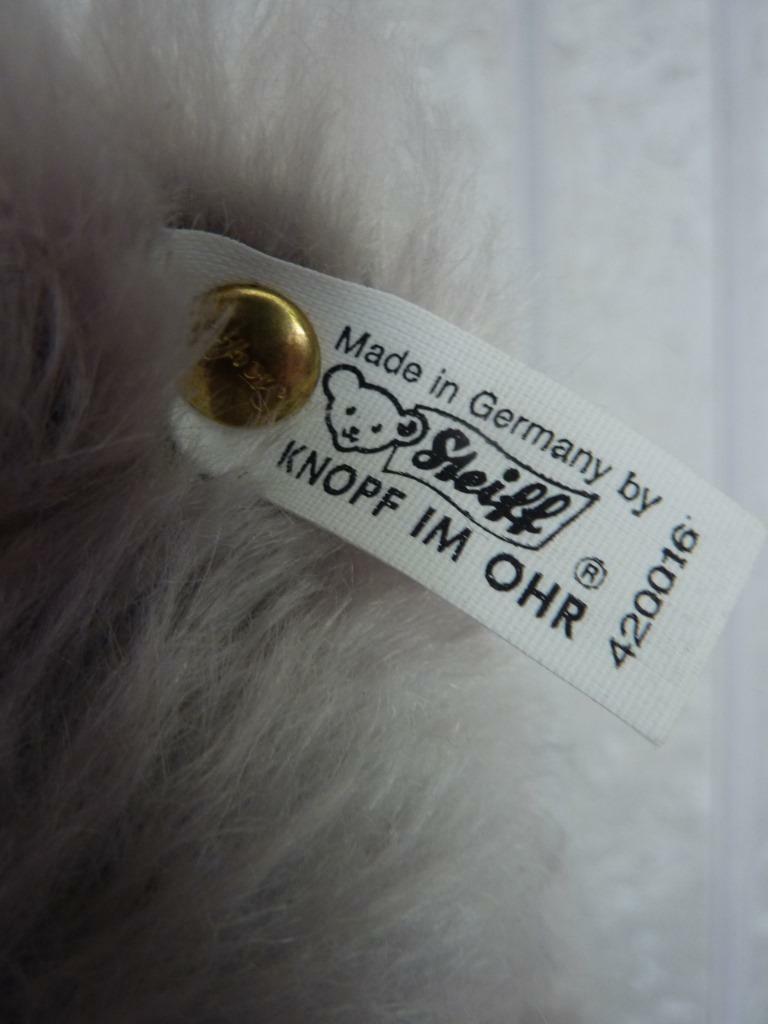 Made in Germany by
Steiff
KNOPF IM OHR ®
420016